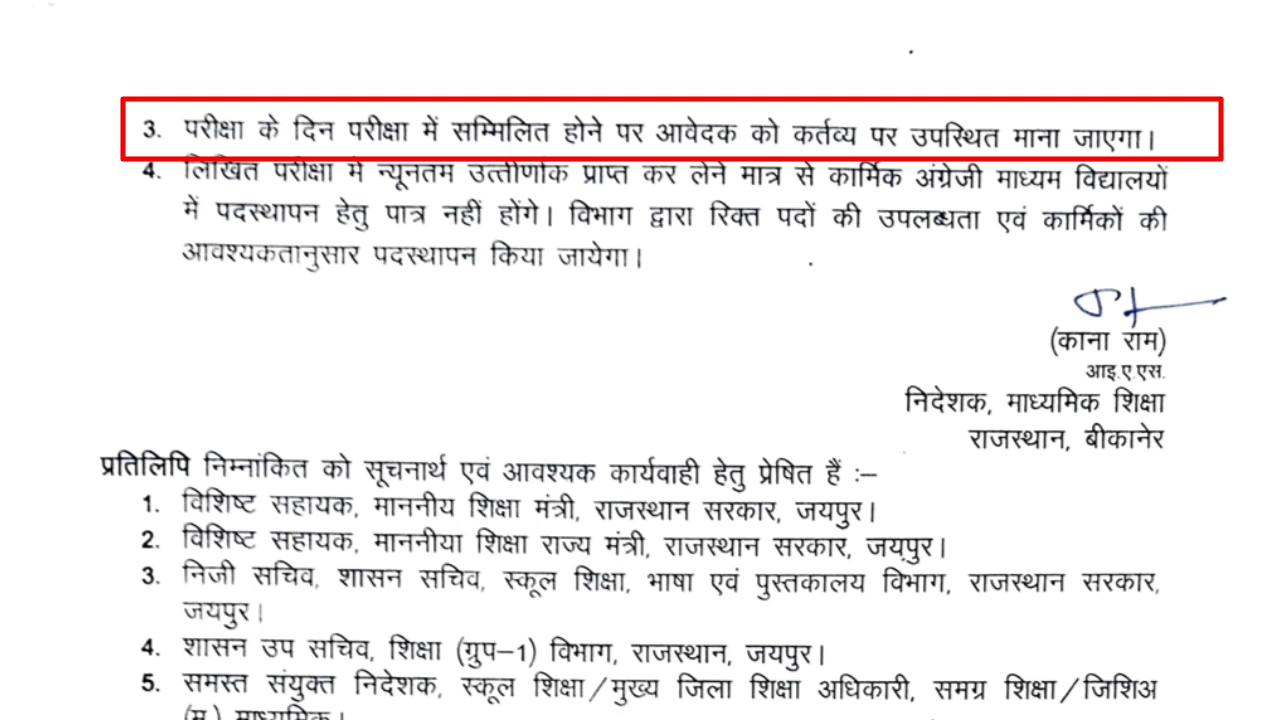 3. परीक्षा के दिन परीक्षा में सम्मिलित होने पर आवेदक को कर्तव्य पर उपस्थित माना जाएगा।
4. लिखित परीक्षा में न्यूनतम उत्तीर्णांक प्राप्त कर लेने मात्र से कार्मिक अंग्रेजी माध्यम विद्यालयों
में पदस्थापन हेतु पात्र नहीं होंगे। विभाग द्वारा रिक्त पदों की उपलब्धता एवं कार्मिकों की
आवश्यकतानुसार पदस्थापन किया जायेगा।
(काना राम)
आइ.ए.एस.
निदेशक, माध्यमिक शिक्षा
राजस्थान, बीकानेर
प्रतिलिपि निम्नांकित को सूचनार्थ एवं आवश्यक कार्यवाही हेतु प्रेषित हैं :–
1. विशिष्ट सहायक, माननीय शिक्षा मंत्री, राजस्थान सरकार, जयपुर।
2. विशिष्ट सहायक, माननीया शिक्षा राज्य मंत्री, राजस्थान सरकार, जयपुर।
3. निजी सचिव, शासन सचिव, स्कूल शिक्षा, भाषा एवं पुस्तकालय विभाग, राजस्थान सरकार,
जयपुर।
4. शासन उप सचिव, शिक्षा (ग्रुप–1) विभाग, राजस्थान, जयपुर।
5. समस्त संयुक्त निदेशक, स्कूल शिक्षा/मुख्य जिला शिक्षा अधिकारी, समग्र शिक्षा/जिशिअ
(मु.) माध्यमिक।